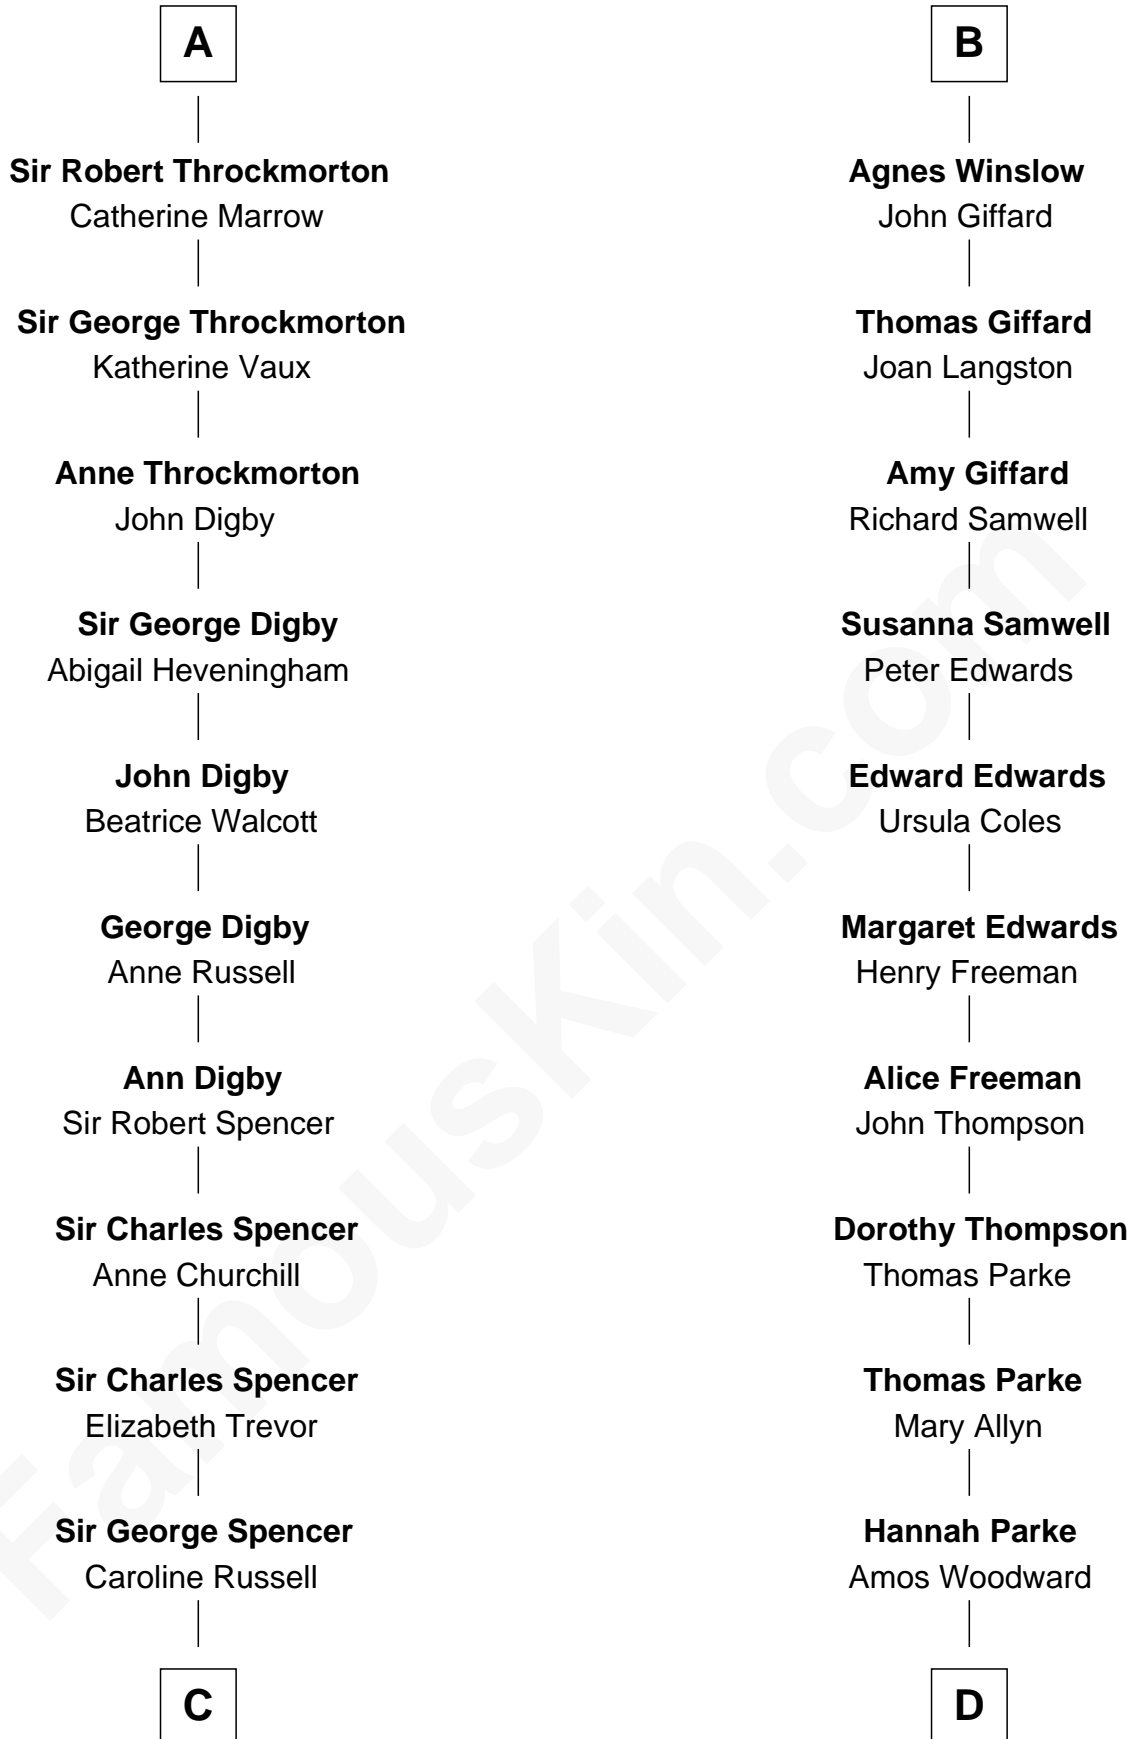 A
Sir Robert Throckmorton
Catherine Marrow
Sir George Throckmorton
Katherine Vaux
Anne Throckmorton
John Digby
Sir George Digby
Abigail Heveningham
John Digby
Beatrice Walcott
George Digby
Anne Russell
Ann Digby
Sir Robert Spencer
Sir Charles Spencer
Anne Churchill
Sir Charles Spencer
Elizabeth Trevor
Sir George Spencer
Caroline Russell
C
B
Agnes Winslow
John Giffard
Thomas Giffard
Joan Langston
Amy Giffard
Richard Samwell
Susanna Samwell
Peter Edwards
Edward Edwards
Ursula Coles
Margaret Edwards
Henry Freeman
Alice Freeman
John Thompson
Dorothy Thompson
Thomas Parke
Thomas Parke
Mary Allyn
Hannah Parke
Amos Woodward
D
FamousKin.com